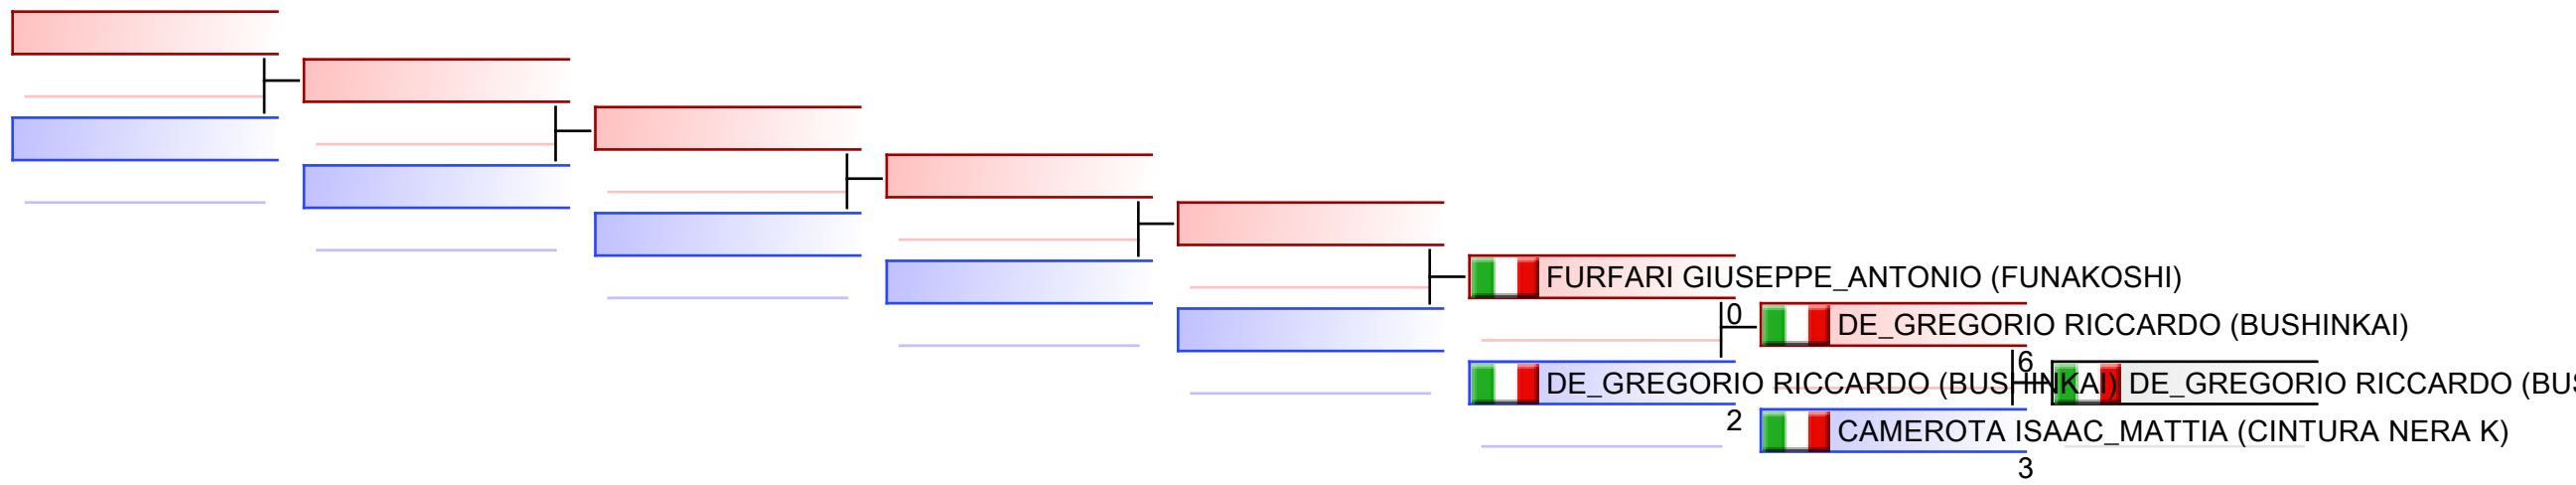 FURFARI GIUSEPPE_ANTONIO (FUNAKOSHI)
0
DE_GREGORIO RICCARDO (BUSHINKAI)
6
DE_GREGORIO RICCARDO (BUSHINKAI)
DE_GREGORIO RICCARDO (BUS
2
CAMEROTA ISAAC_MATTIA (CINTURA NERA K)
3